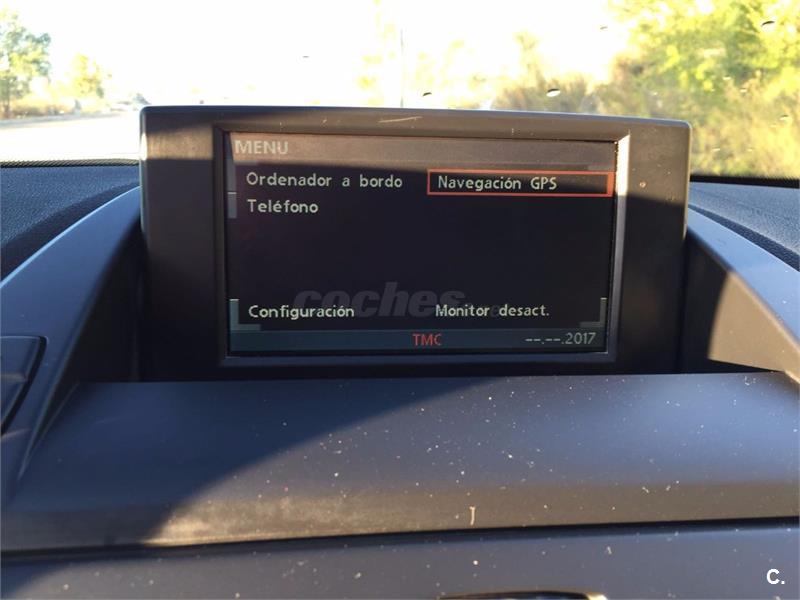 MENU
Ordenador a bordo Navegación GPS
Teléfono
coches
Configuración Monitor desact.
TMC --.--.2017
C.